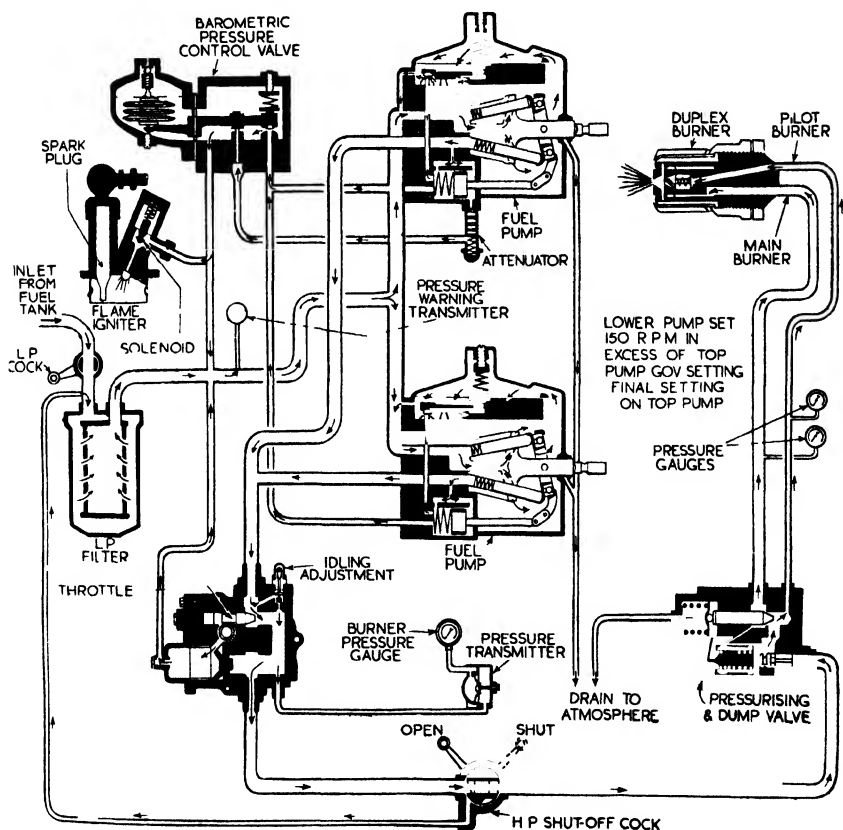 BAROMETRIC
PRESSURE
CONTROL VALVE
SPARK
PLUG
INLET
FROM
FUEL
TANK
FLAME
IGNITER
SOLENOID
L P
COCK
L P
FILTER
FUEL
PUMP
ATTENUATOR
PRESSURE
WARNING
TRANSMITTER
DUPLEX
BURNER
PILOT
BURNER
MAIN
BURNER
LOWER PUMP SET
150 R P M IN
EXCESS OF TOP
PUMP GOV SETTING
FINAL SETTING
ON TOP PUMP
PRESSURE
GAUGES
FUEL
PUMP
THROTTLE
IDLING
ADJUSTMENT
BURNER
PRESSURE
GAUGE
PRESSURE
TRANSMITTER
DRAIN TO
ATMOSPHERE
PRESSURISING
& DUMP VALVE
OPEN
SHUT
H P SHUT-OFF COCK